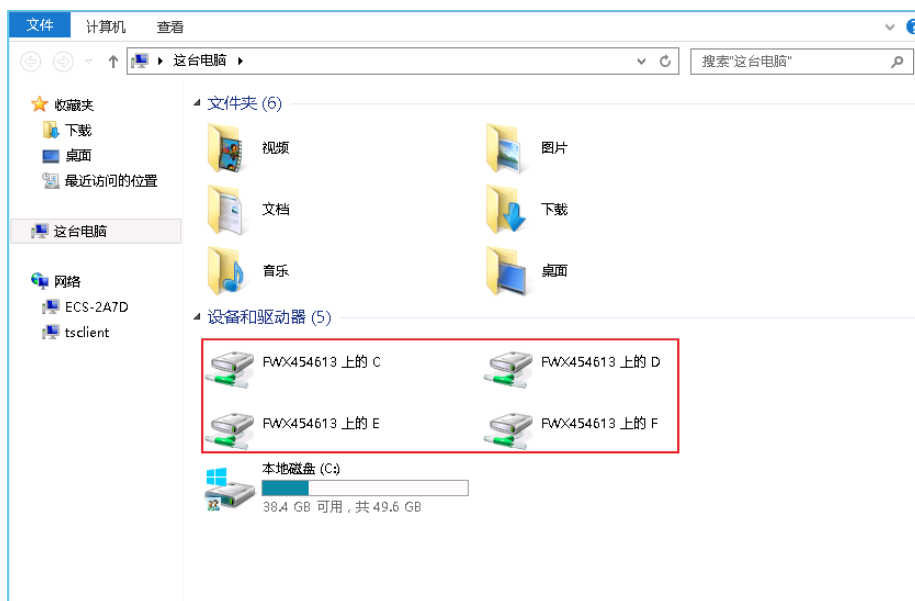 文件 计算机 查看
这台电脑 搜索"这台电脑"
收藏夹
下载
桌面
最近访问的位置
这台电脑
网络
ECS-2A7D
tsclient
文件夹 (6)
视频 图片
文档 下载
音乐 桌面
设备和驱动器 (5)
FWX454613 上的 C FWX454613 上的 D
FWX454613 上的 E FWX454613 上的 F
本地磁盘 (C:)
38.4 GB 可用，共 49.6 GB